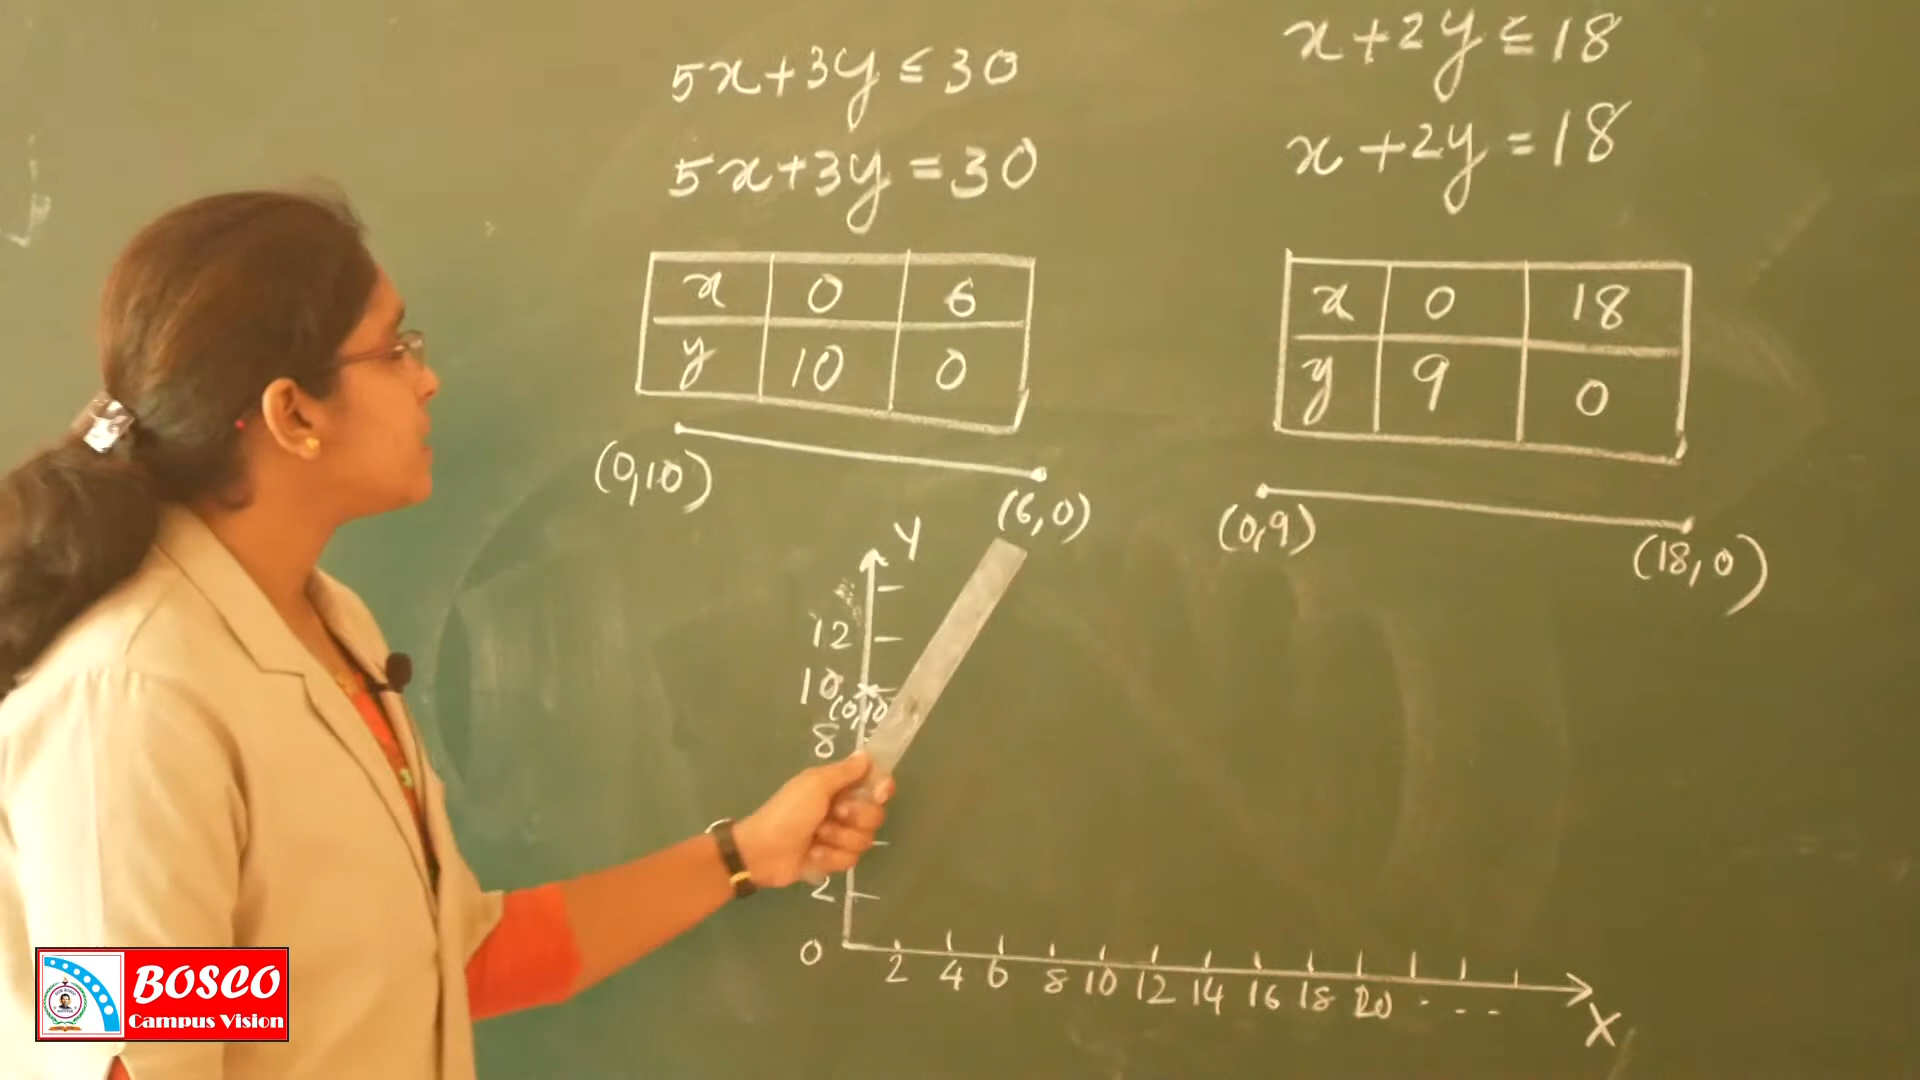 5x+3y≤30
5x+3y=30
x 0 6
y 10 0
(0,10) (6,0)
x+2y≤18
x+2y=18
x 0 18
y 9 0
(0,9) (18,0)
Y
12
10
(0,10
8
2
0 2 4 6 8 10 12 14 16 18 20 . - -
X
BOSCO
Campus Vision